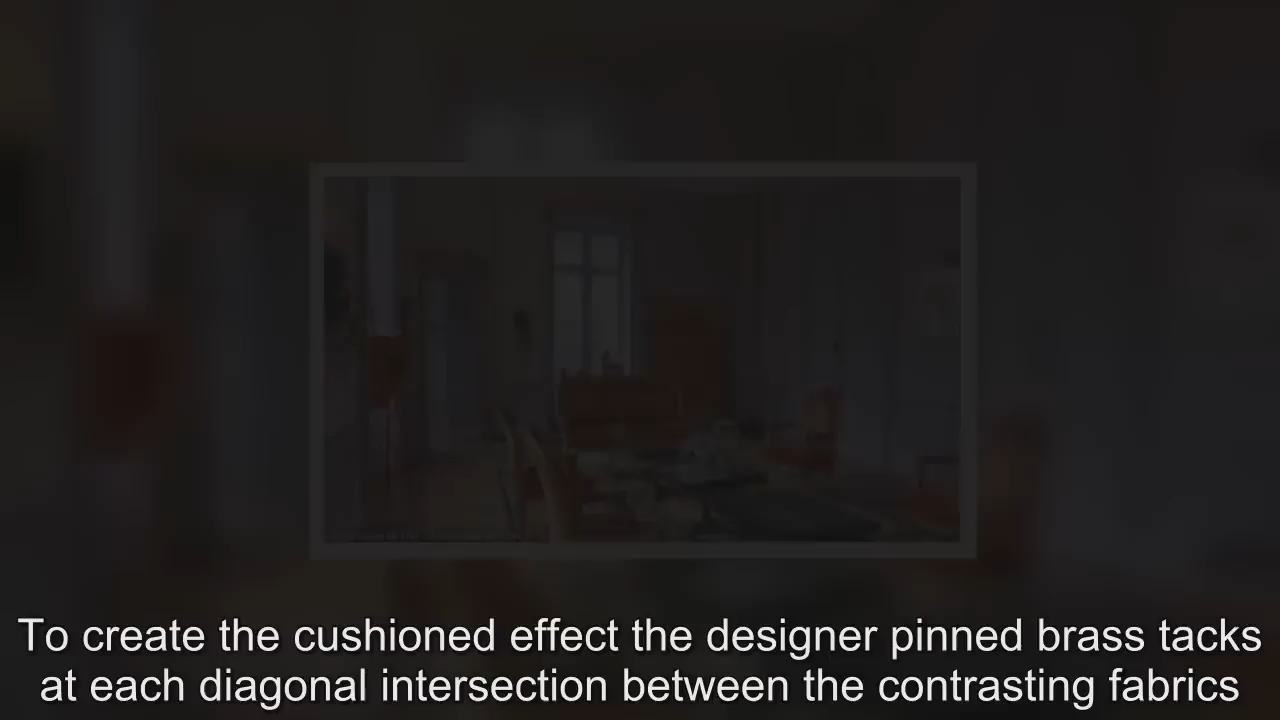 To create the cushioned effect the designer pinned brass tacks
at each diagonal intersection between the contrasting fabrics